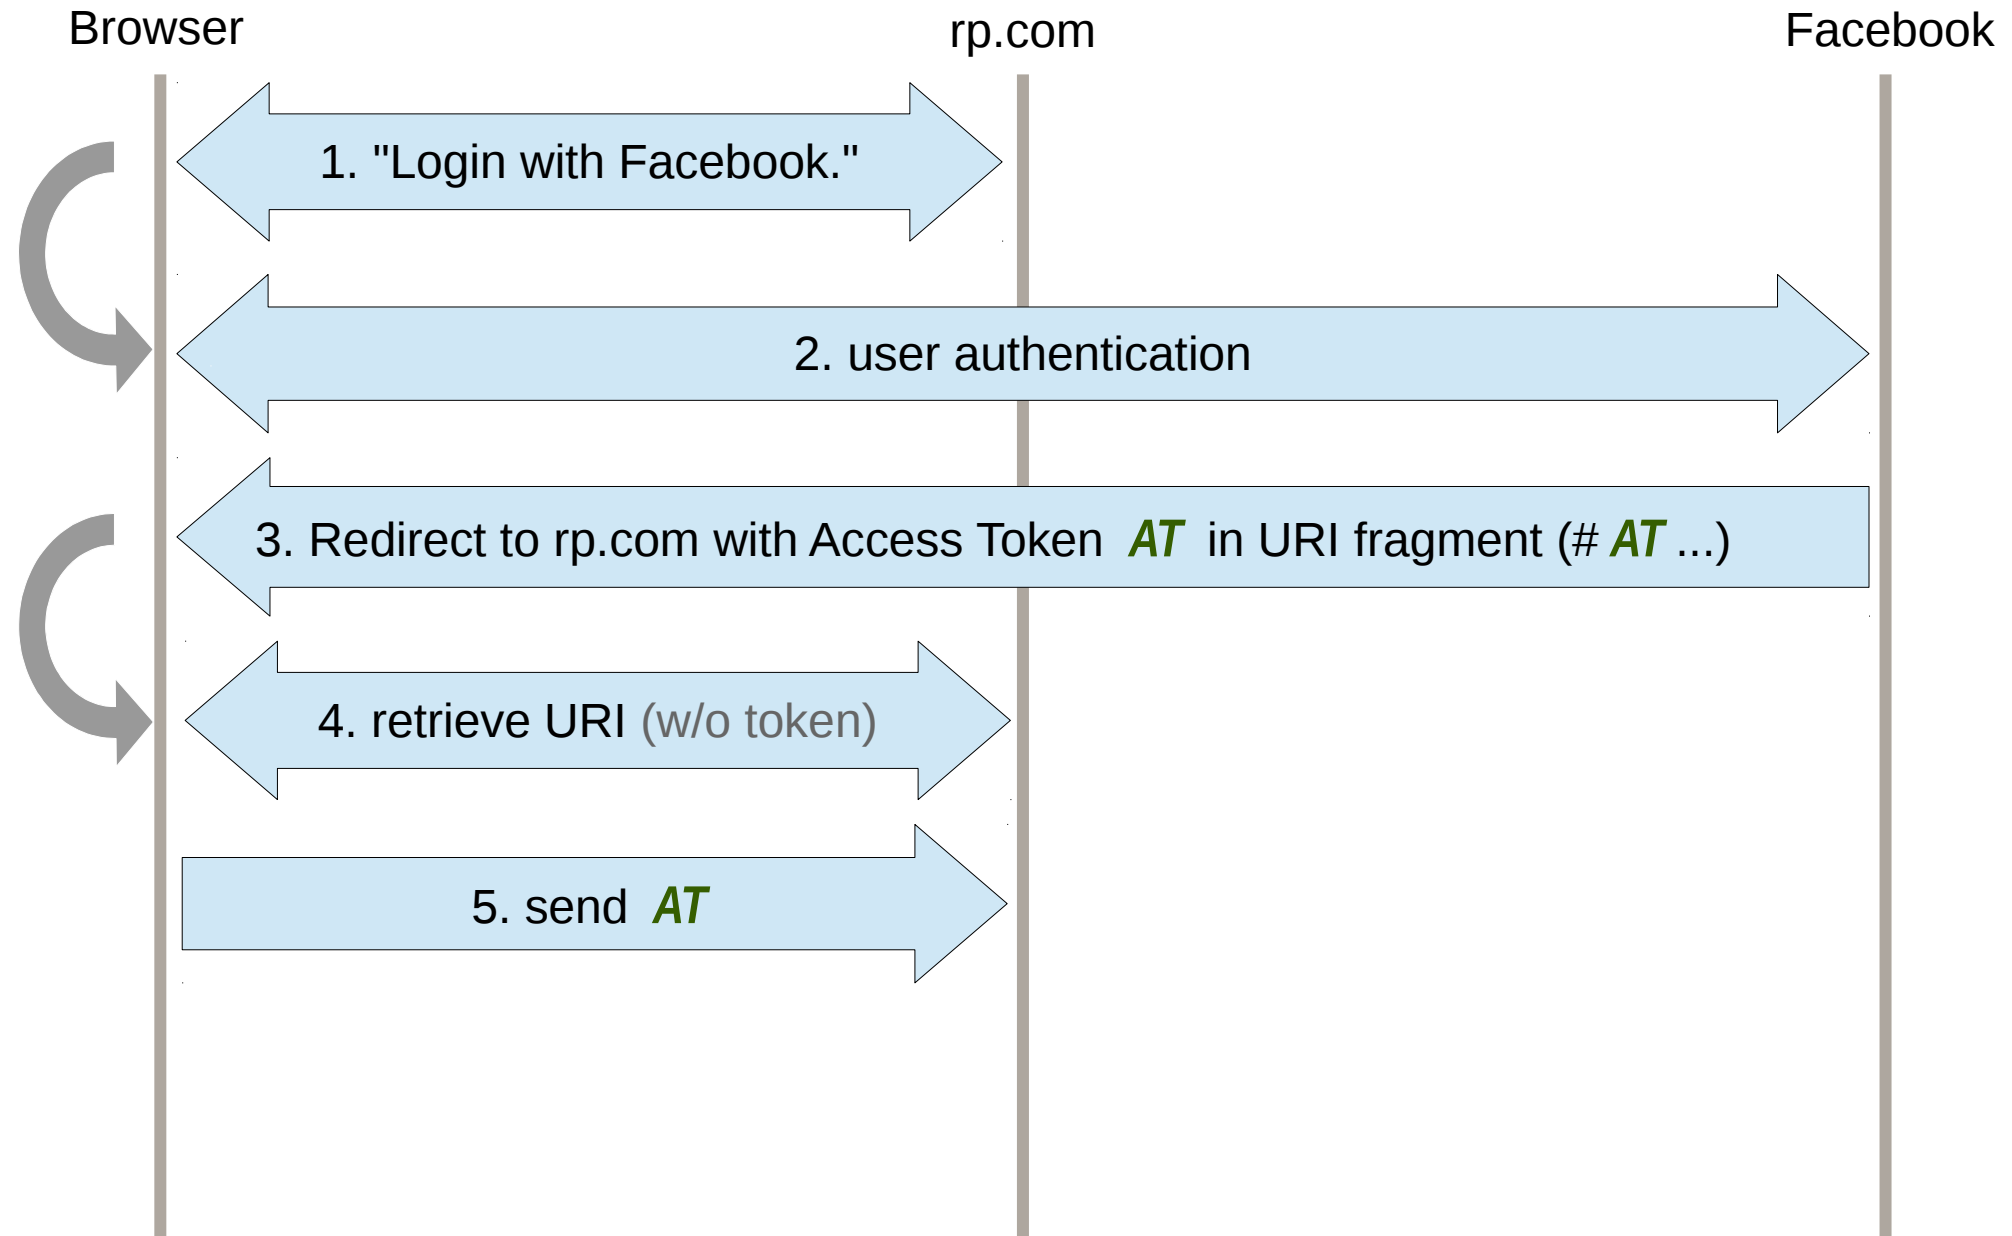 Browser
rp.com
Facebook
1. "Login with Facebook."
2. user authentication
3. Redirect to rp.com with Access Token AT in URI fragment (# AT ...)
4. retrieve URI (w/o token)
5. send AT